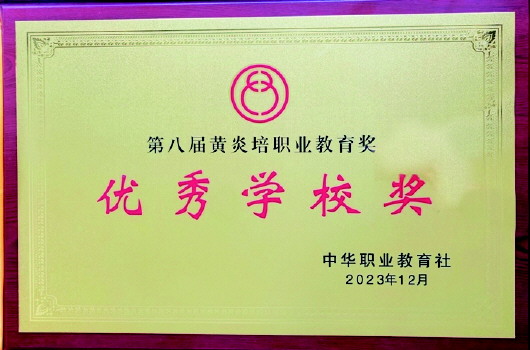 第八届黄炎培职业教育奖
优秀学校奖
中华职业教育社
2023年12月